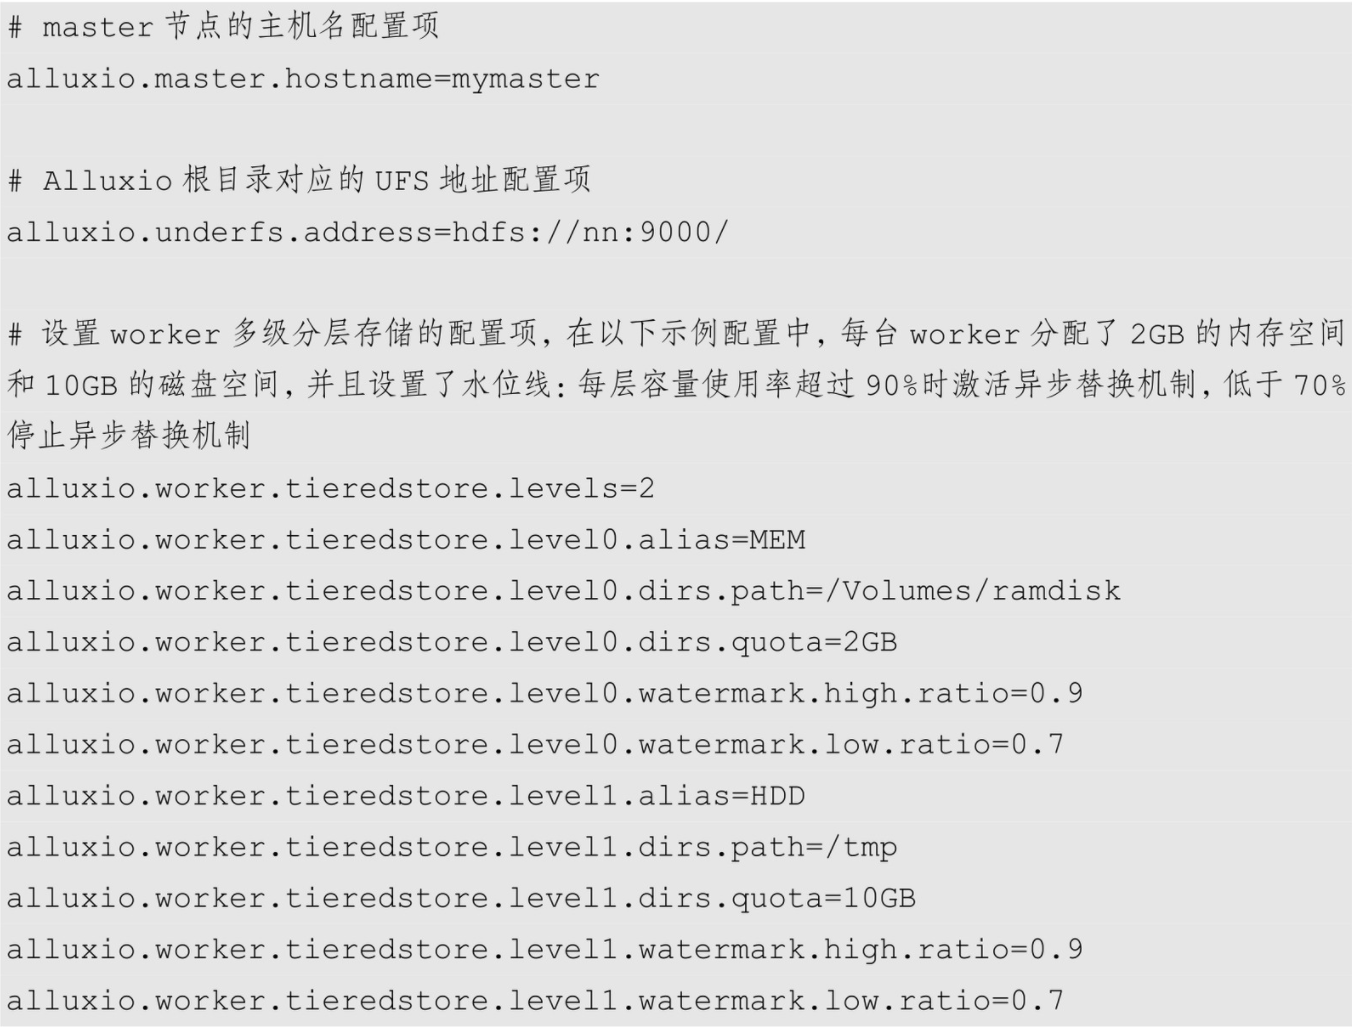 # master 节点的主机名配置项
alluxio.master.hostname=mymaster
# Alluxio 根目录对应的 UFS 地址配置项
alluxio.underfs.address=hdfs://nn:9000/
# 设置 worker 多级分层存储的配置项，在以下示例配置中，每台 worker 分配了 2GB 的内存空间
和 10GB 的磁盘空间，并且设置了水位线：每层容量使用率超过 90%时激活异步替换机制，低于 70%
停止异步替换机制
alluxio.worker.tieredstore.levels=2
alluxio.worker.tieredstore.level0.alias=MEM
alluxio.worker.tieredstore.level0.dirs.path=/Volumes/ramdisk
alluxio.worker.tieredstore.level0.dirs.quota=2GB
alluxio.worker.tieredstore.level0.watermark.high.ratio=0.9
alluxio.worker.tieredstore.level0.watermark.low.ratio=0.7
alluxio.worker.tieredstore.level1.alias=HDD
alluxio.worker.tieredstore.level1.dirs.path=/tmp
alluxio.worker.tieredstore.level1.dirs.quota=10GB
alluxio.worker.tieredstore.level1.watermark.high.ratio=0.9
alluxio.worker.tieredstore.level1.watermark.low.ratio=0.7